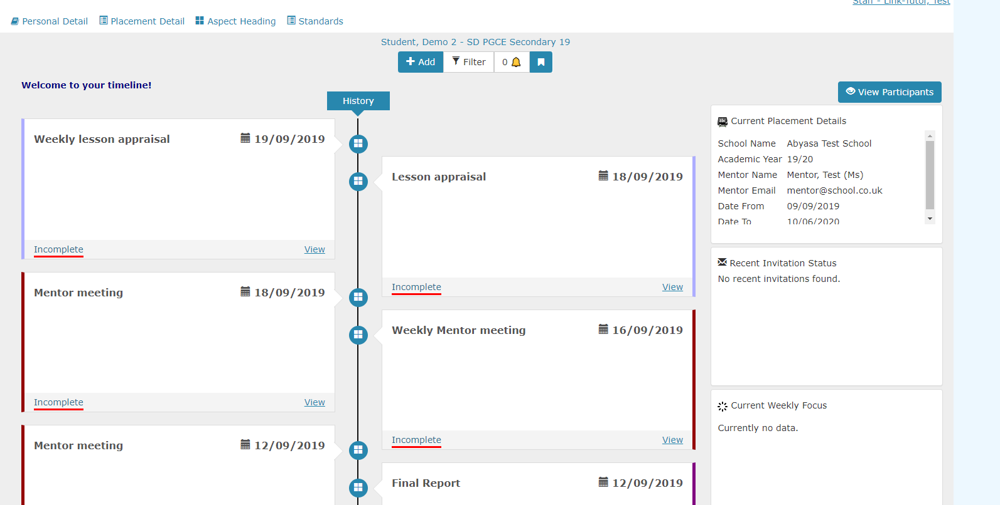 Staff - Link-Tutor, Test
Personal Detail Placement Detail Aspect Heading Standards
Student, Demo 2 - SD PGCE Secondary 19
Add Filter 0
Welcome to your timeline!
View Participants
History
Weekly lesson appraisal 19/09/2019
Incomplete View
Lesson appraisal 18/09/2019
Incomplete View
Mentor meeting 18/09/2019
Incomplete View
Weekly Mentor meeting 16/09/2019
Incomplete View
Mentor meeting 12/09/2019
Final Report 12/09/2019
abc Current Placement Details
School Name Abyasa Test School
Academic Year 19/20
Mentor Name Mentor, Test (Ms)
Mentor Email mentor@school.co.uk
Date From 09/09/2019
Date To 10/06/2020
Recent Invitation Status
No recent invitations found.
Current Weekly Focus
Currently no data.